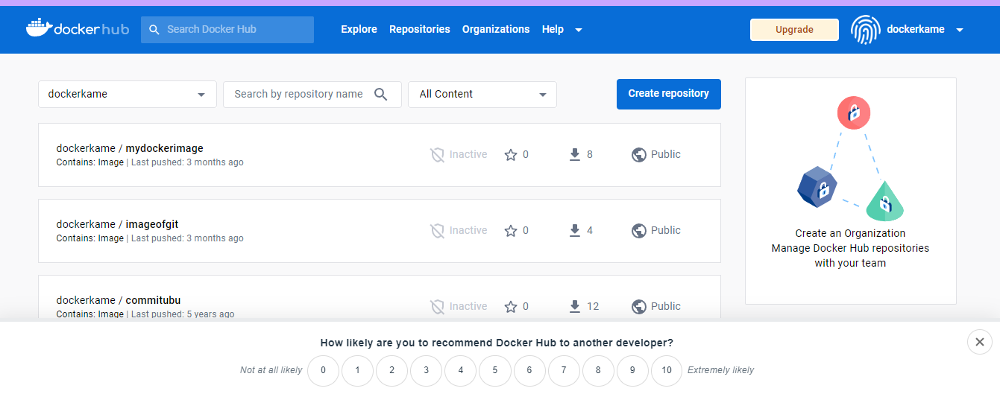 docker hub Search Docker Hub Explore Repositories Organizations Help Upgrade dockerkame
dockerkame Search by repository name All Content Create repository
dockerkame / mydockerimage Inactive 0 8 Public
Contains: Image | Last pushed: 3 months ago
dockerkame / imageofgit Inactive 0 4 Public
Contains: Image | Last pushed: 3 months ago
Create an Organization
Manage Docker Hub repositories
with your team
dockerkame / commitubu Inactive 0 12 Public
Contains: Image | Last pushed: 5 years ago
How likely are you to recommend Docker Hub to another developer?
Not at all likely 0 1 2 3 4 5 6 7 8 9 10 Extremely likely